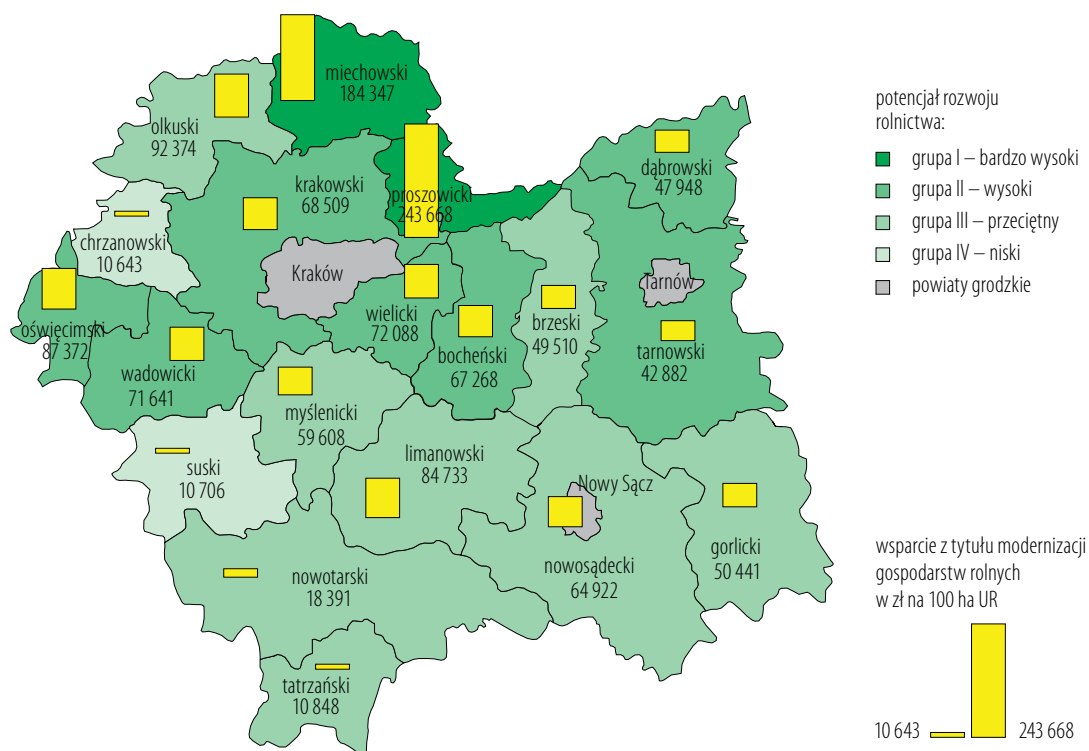 miechowski
184 347
olkuski
92 374
krakowski
68 509
proszowicki
243 668
dąbrowski
47 948
chrzanowski
10 643
Kraków
Tarnów
oświęcimski
87 372
wielicki
72 088
bocheński
67 268
brzeski
49 510
tarnowski
42 882
wadowicki
71 641
myślenicki
59 608
suski
10 706
limanowski
84 733
Nowy Sącz
nowosądecki
64 922
gorlicki
50 441
nowotarski
18 391
tatrzański
10 848
potencjał rozwoju
rolnictwa:
grupa I – bardzo wysoki
grupa II – wysoki
grupa III – przeciętny
grupa IV – niski
powiaty grodzkie
wsparcie z tytułu modernizacji
gospodarstw rolnych
w zł na 100 ha UR
10 643 243 668